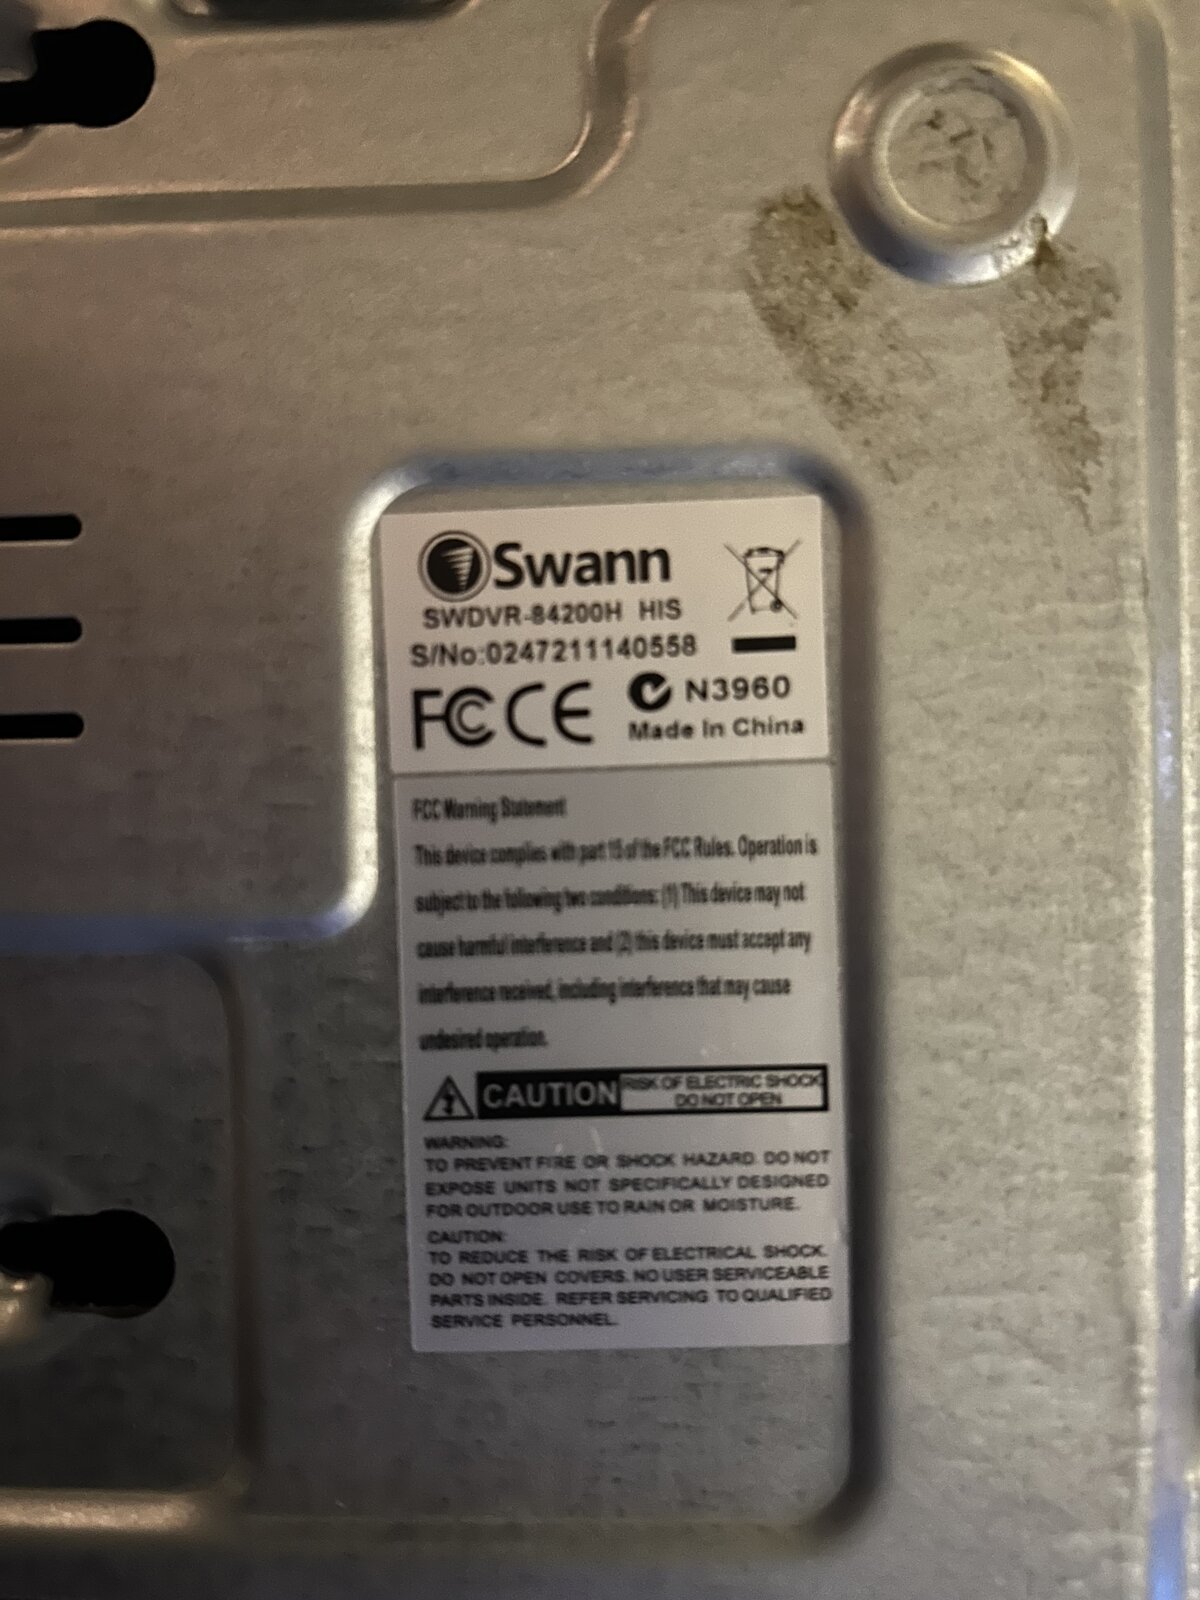 Swann
SWDVR-84200H HIS
S/No:0247211140558
FCC CE N3960
Made In China
FCC Warning Statement
This device complies with part 15 of the FCC Rules. Operation is
subject to the following two conditions: (1) This device may not
cause harmful interference and (2) this device must accept any
interference received, including interference that may cause
undesired operation.
CAUTION RISK OF ELECTRIC SHOCK
DO NOT OPEN
WARNING:
TO PREVENT FIRE OR SHOCK HAZARD. DO NOT
EXPOSE UNITS NOT SPECIFICALLY DESIGNED
FOR OUTDOOR USE TO RAIN OR MOISTURE.
CAUTION:
TO REDUCE THE RISK OF ELECTRICAL SHOCK.
DO NOT OPEN COVERS. NO USER SERVICEABLE
PARTS INSIDE. REFER SERVICING TO QUALIFIED
SERVICE PERSONNEL.